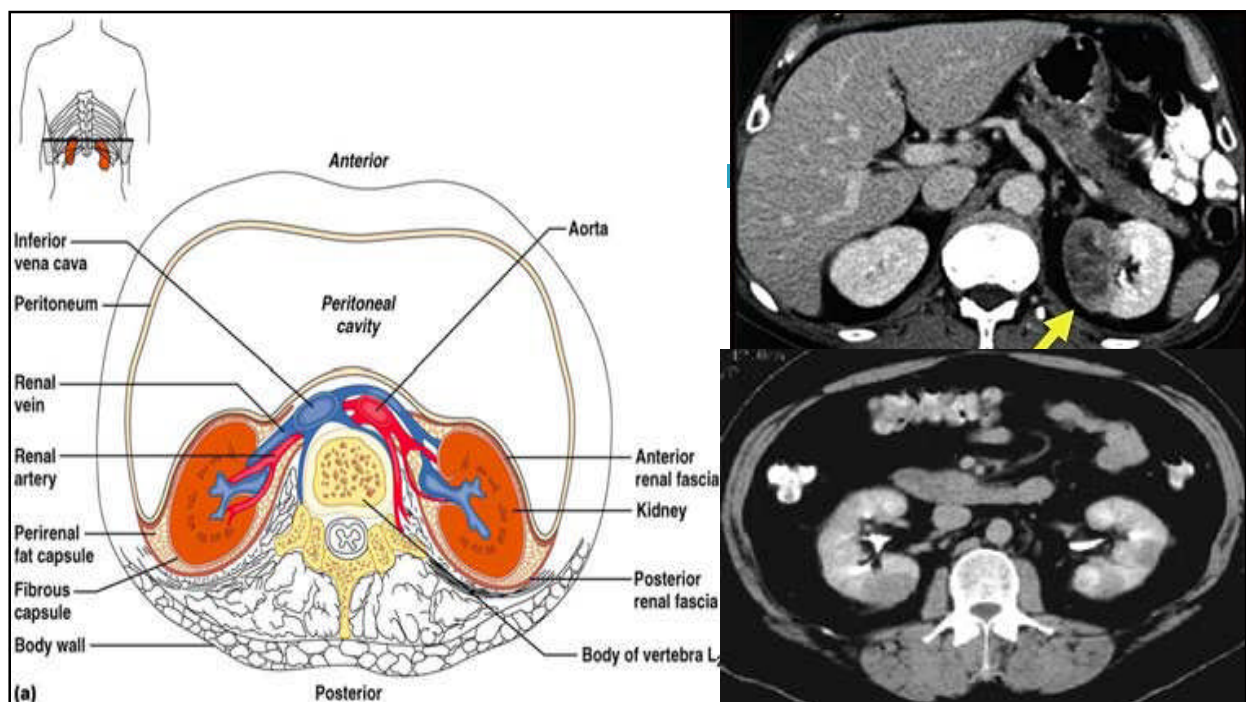 Anterior
Inferior
vena cava
Peritoneum
Renal
vein
Renal
artery
Perirenal
fat capsule
Fibrous
capsule
Body wall
(a)
Peritoneal
cavity
Aorta
Anterior
renal fascia
Kidney
Posterior
renal fascia
Body of vertebra L
Posterior